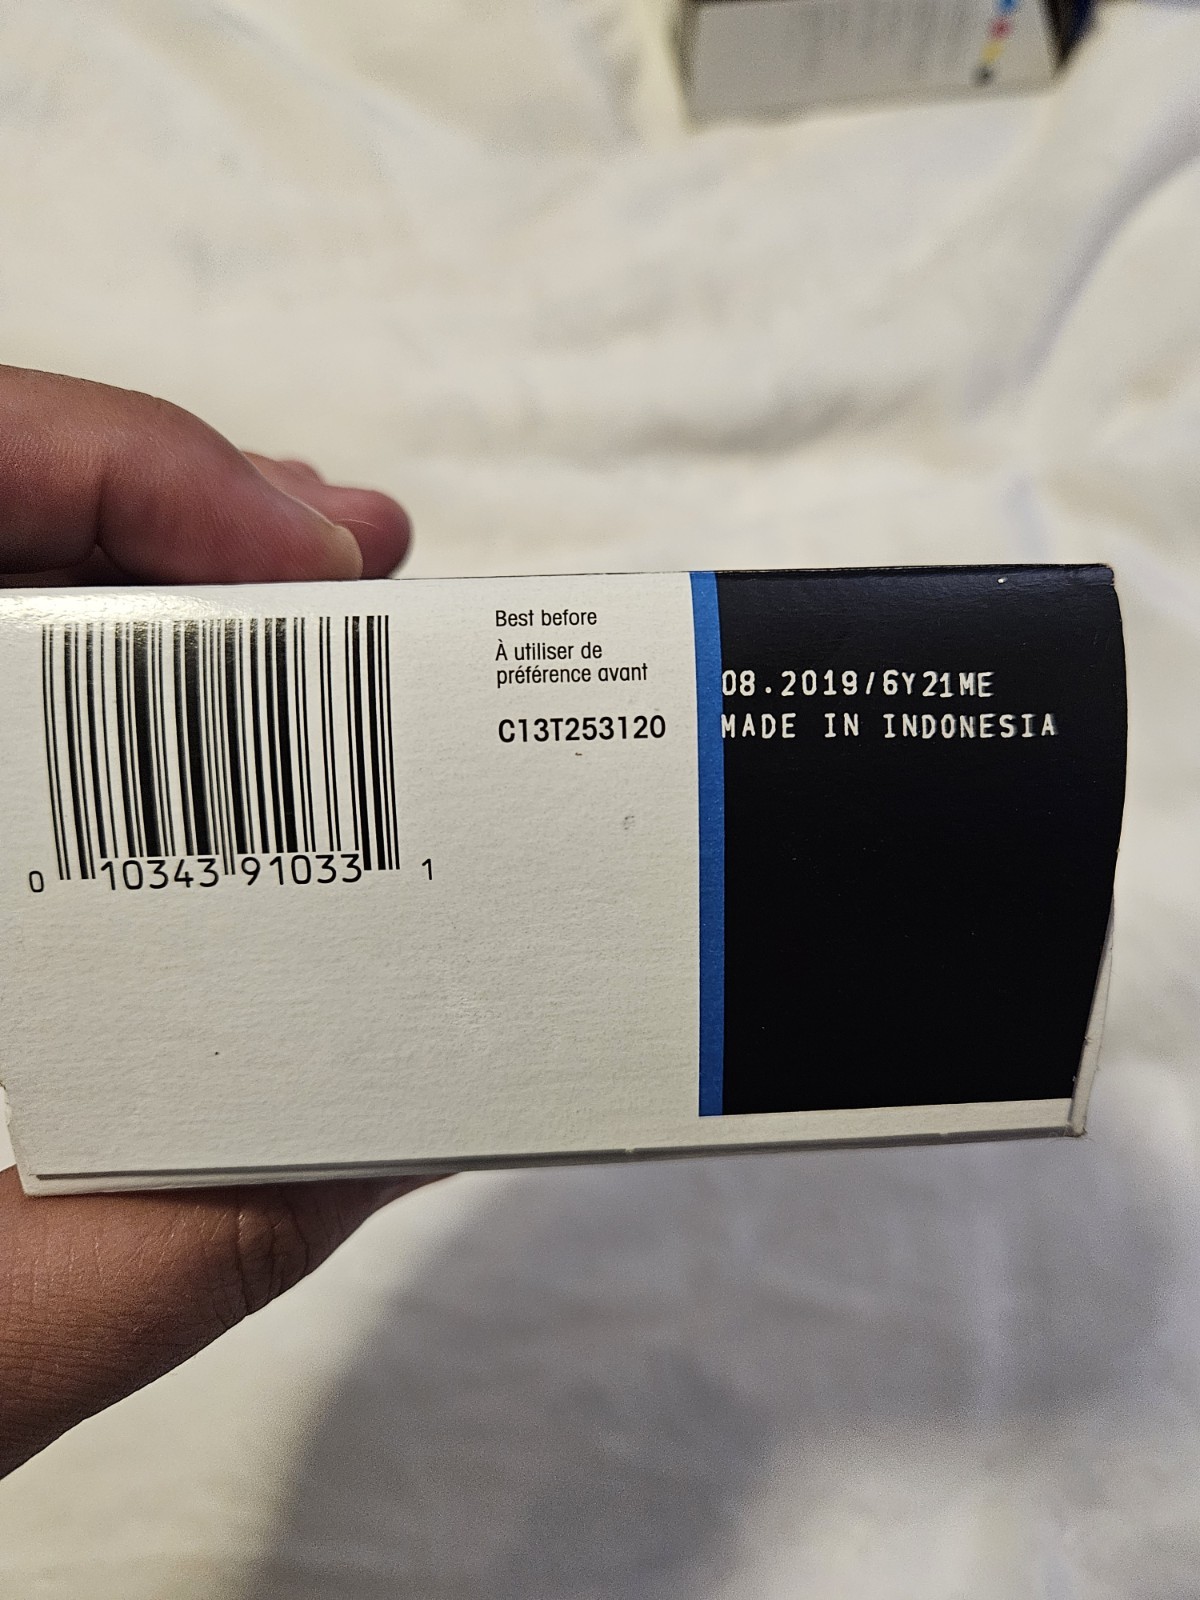 Best before
À utiliser de
préférence avant
C13T253120
08.2019/6Y21ME
MADE IN INDONESIA
0 10343 91033 1